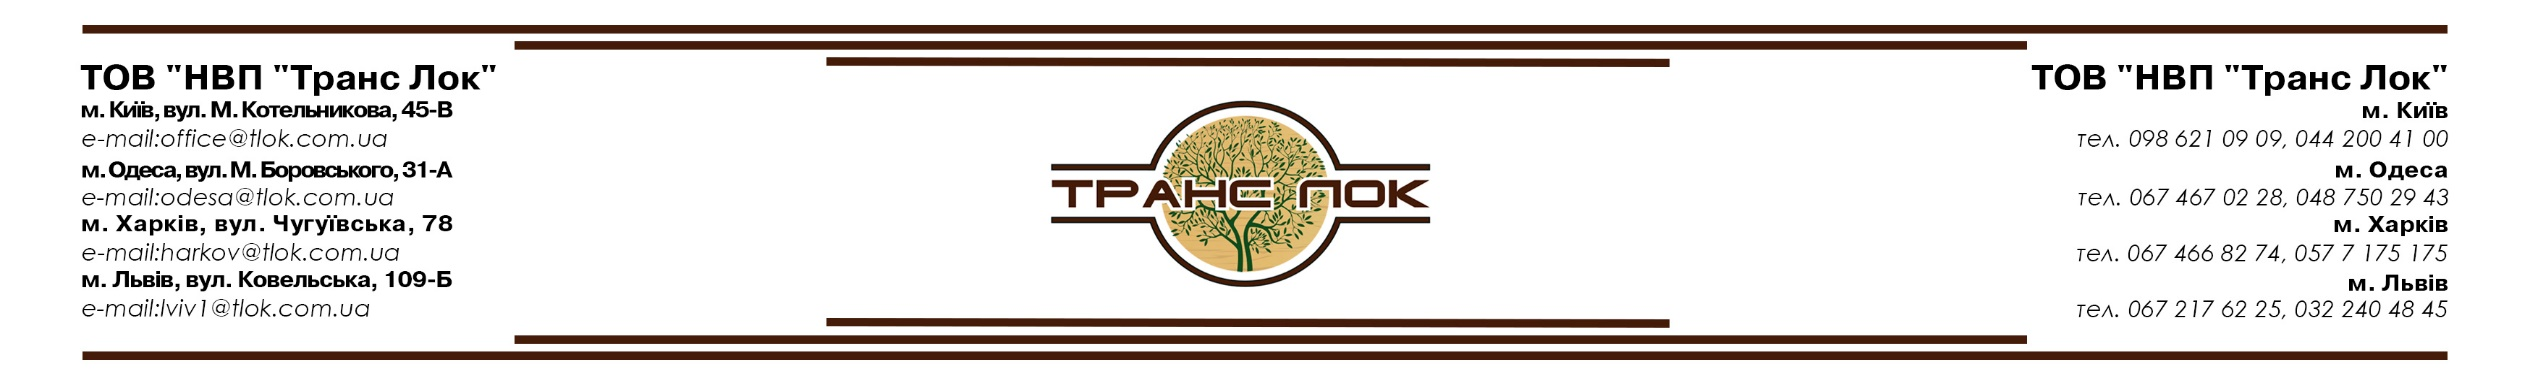 ТОВ "НВП "Транс Лок"
м. Київ, вул. М. Котельникова, 45-В
e-mail:office@tlok.com.ua
м. Одеса, вул. М. Боровського, 31-А
e-mail:odesa@tlok.com.ua
м. Харків, вул. Чугуївська, 78
e-mail:harkov@tlok.com.ua
м. Львів, вул. Ковельська, 109-Б
e-mail:lviv1@tlok.com.ua
ТРАНС ЛОК
ТОВ "НВП "Транс Лок"
м. Київ
тел. 098 621 09 09, 044 200 41 00
м. Одеса
тел. 067 467 02 28, 048 750 29 43
м. Харків
тел. 067 466 82 74, 057 7 175 175
м. Львів
тел. 067 217 62 25, 032 240 48 45